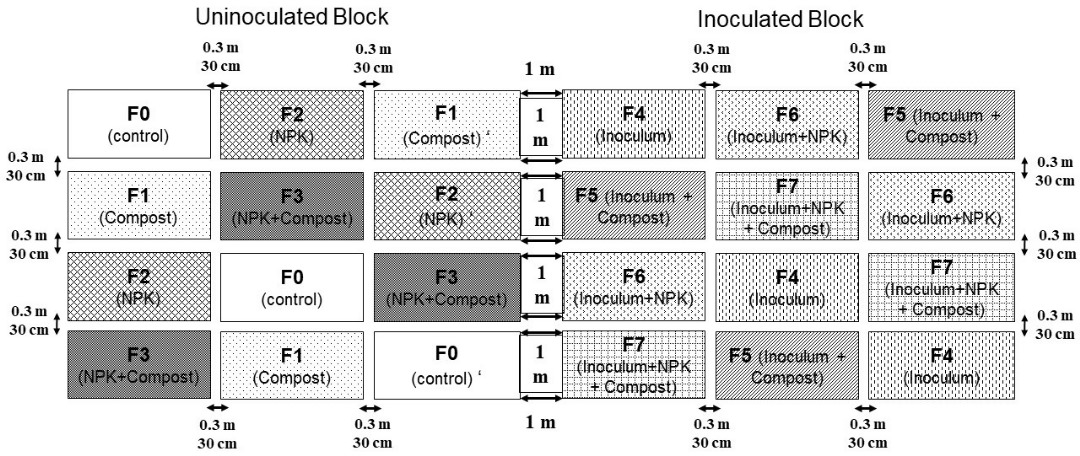 Uninoculated Block
Inoculated Block
0.3 m
30 cm
0.3 m
30 cm
1 m
0.3 m
30 cm
0.3 m
30 cm
F0
(control)
F2
(NPK)
F1
(Compost) ‘
1
m
F4
(Inoculum)
F6
(Inoculum+NPK)
F5 (Inoculum +
Compost)
0.3 m
30 cm
0.3 m
30 cm
F1
(Compost)
F3
(NPK+Compost)
F2
(NPK) ‘
1
m
F5 (Inoculum +
Compost)
F7
(Inoculum+NPK
+ Compost)
F6
(Inoculum+NPK)
0.3 m
30 cm
0.3 m
30 cm
F2
(NPK)
F0
(control)
F3
(NPK+Compost)
1
m
F6
(Inoculum+NPK)
F4
(Inoculum)
F7
(Inoculum+NPK
+ Compost)
0.3 m
30 cm
0.3 m
30 cm
F3
(NPK+Compost)
F1
(Compost)
F0
(control) ‘
1
m
F7
(Inoculum+NPK
+ Compost)
F5 (Inoculum +
Compost)
F4
(Inoculum)
0.3 m
30 cm
0.3 m
30 cm
1 m
0.3 m
30 cm
0.3 m
30 cm